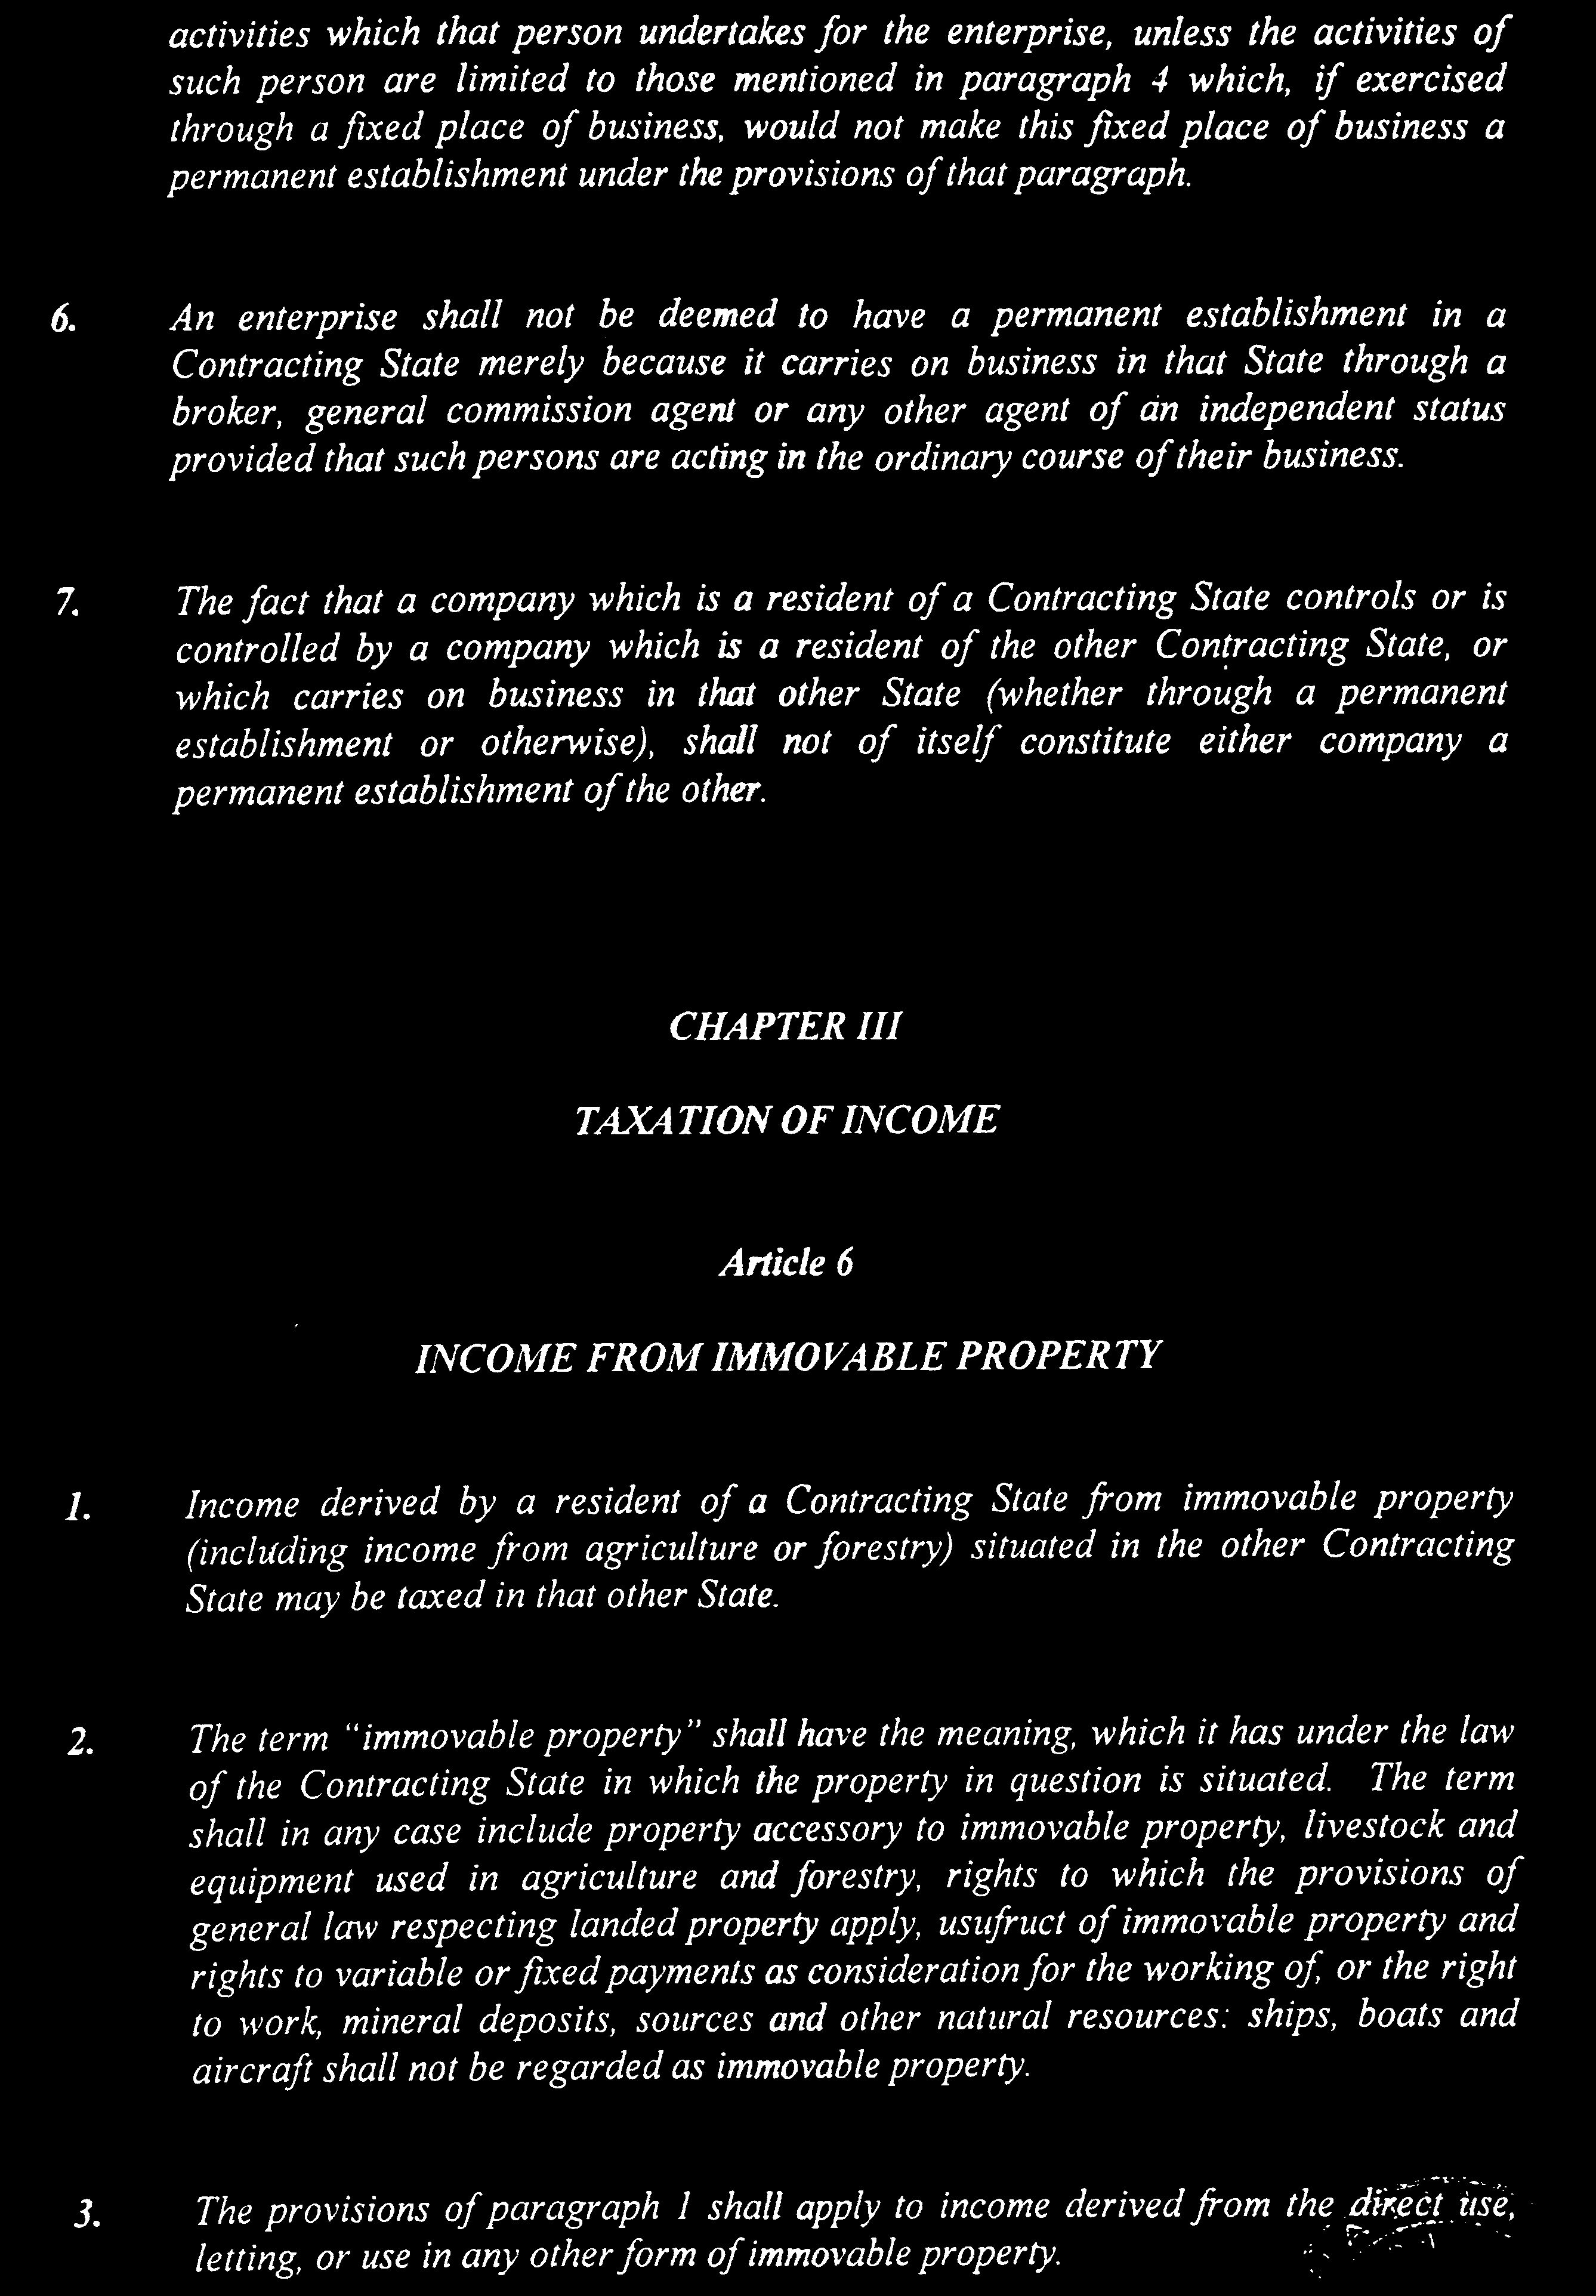 activities which that person undertakes for the enterprise, unless the activities of
such person are limited to those mentioned in paragraph 4 which, if exercised
through a fixed place of business, would not make this fixed place of business a
permanent establishment under the provisions of that paragraph.
6. An enterprise shall not be deemed to have a permanent establishment in a
Contracting State merely because it carries on business in that State through a
broker, general commission agent or any other agent of an independent status
provided that such persons are acting in the ordinary course of their business.
7. The fact that a company which is a resident of a Contracting State controls or is
controlled by a company which is a resident of the other Contracting State, or
which carries on business in that other State (whether through a permanent
establishment or otherwise), shall not of itself constitute either company a
permanent establishment of the other.
CHAPTER III
TAXATION OF INCOME
Article 6
INCOME FROM IMMOVABLE PROPERTY
1. Income derived by a resident of a Contracting State from immovable property
(including income from agriculture or forestry) situated in the other Contracting
State may be taxed in that other State.
2. The term “immovable property” shall have the meaning, which it has under the law
of the Contracting State in which the property in question is situated. The term
shall in any case include property accessory to immovable property, livestock and
equipment used in agriculture and forestry, rights to which the provisions of
general law respecting landed property apply, usufruct of immovable property and
rights to variable or fixed payments as consideration for the working of, or the right
to work, mineral deposits, sources and other natural resources: ships, boats and
aircraft shall not be regarded as immovable property.
3. The provisions of paragraph 1 shall apply to income derived from the direct use,
letting, or use in any other form of immovable property.